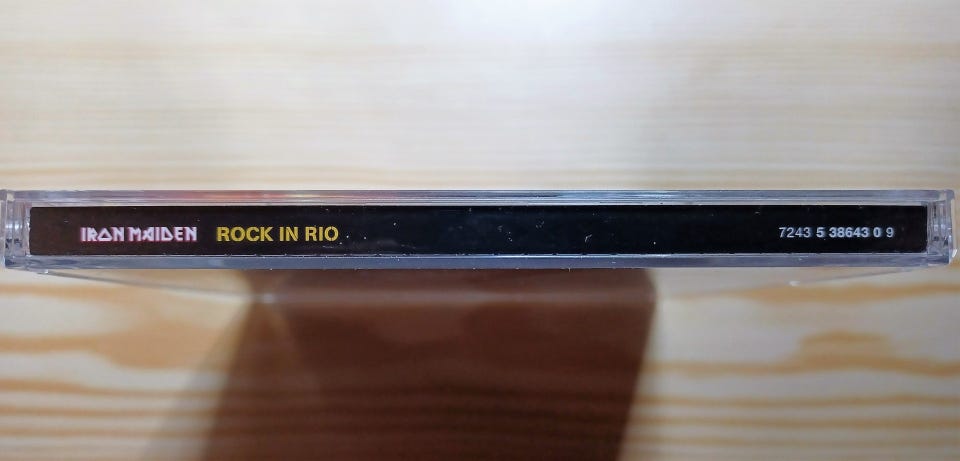 IRON MAIDEN ROCK IN RIO 7243 5 38643 0 9